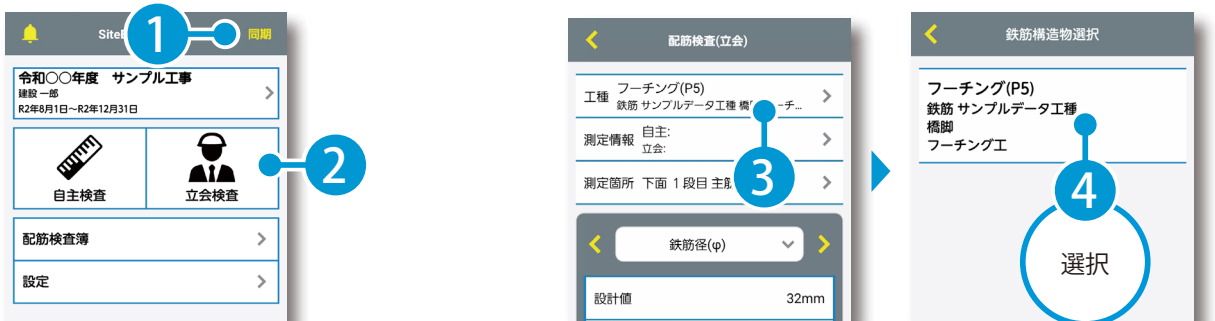 1
同期
令和○○年度 サンプル工事
建設 一郎
R2年8月1日~R2年12月31日
自主検査
立会検査
2
配筋検査簿
設定
配筋検査(立会)
工種 フーチング(P5)
鉄筋 サンプルデータ工種
測定情報 自主:
立会:
測定箇所 下面 1段目
3
鉄筋径(φ)
設計値 32mm
鉄筋構造物選択
フーチング(P5)
鉄筋 サンプルデータ工種
橋脚
フーチング工
4
選択